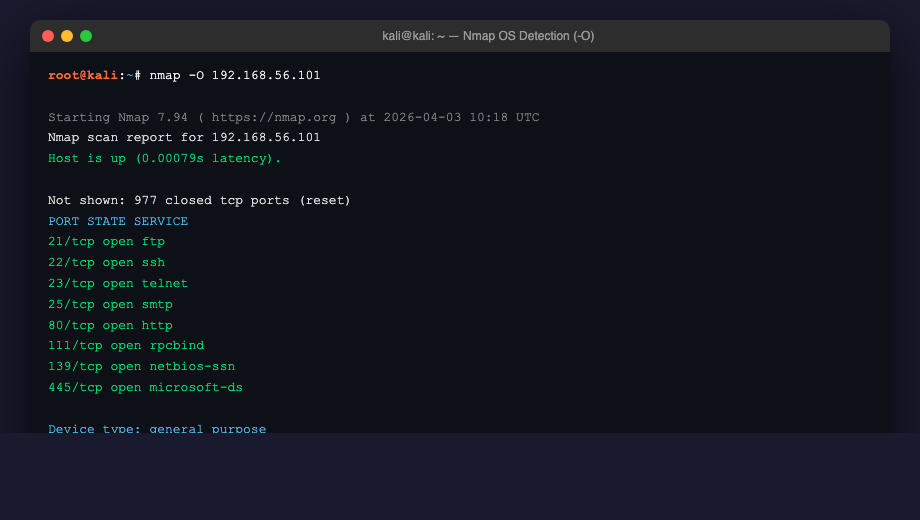 kali@kali: ~ — Nmap OS Detection (-O)
root@kali:~# nmap -O 192.168.56.101
Starting Nmap 7.94 ( https://nmap.org ) at 2026-04-03 10:18 UTC
Nmap scan report for 192.168.56.101
Host is up (0.00079s latency).
Not shown: 977 closed tcp ports (reset)
PORT STATE SERVICE
21/tcp open ftp
22/tcp open ssh
23/tcp open telnet
25/tcp open smtp
80/tcp open http
111/tcp open rpcbind
139/tcp open netbios-ssn
445/tcp open microsoft-ds
Device type: general purpose